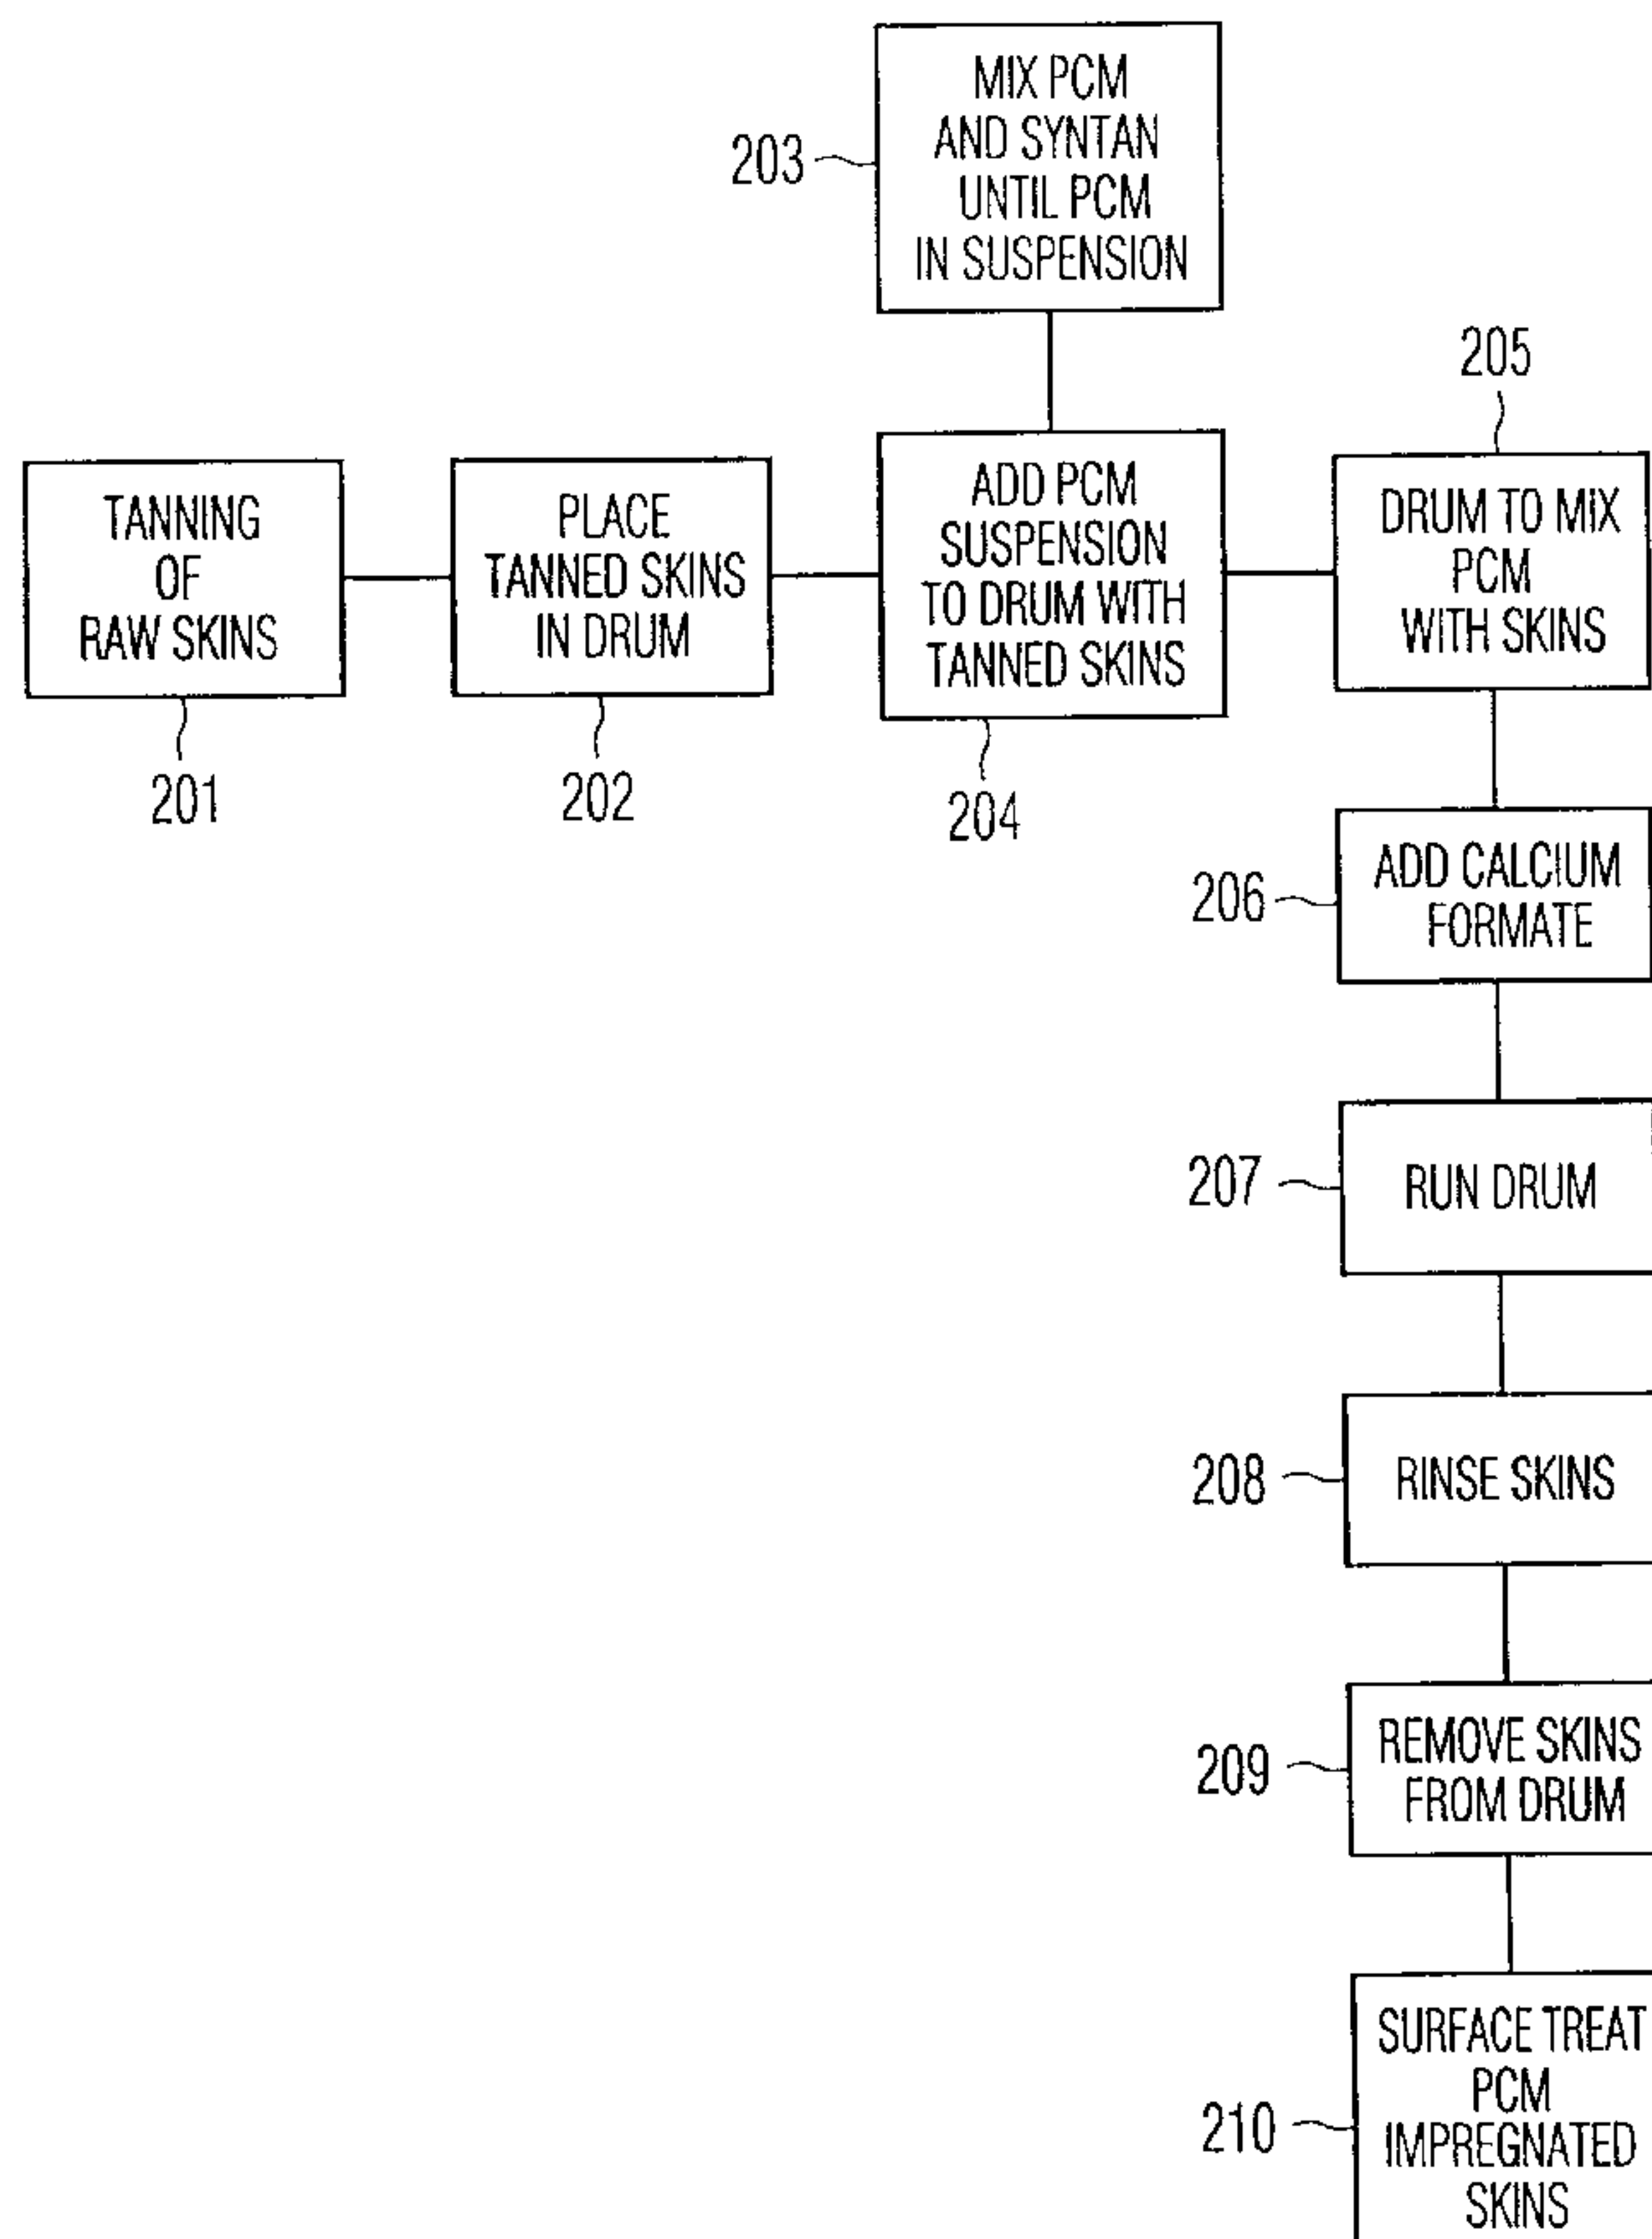 MIX PCM
AND SYNTAN
UNTIL PCM
IN SUSPENSION
203
205
TANNING
OF
RAW SKINS
201
PLACE
TANNED SKINS
IN DRUM
202
ADD PCM
SUSPENSION
TO DRUM WITH
TANNED SKINS
204
DRUM TO MIX
PCM
WITH SKINS
206
ADD CALCIUM
FORMATE
207
RUN DRUM
208
RINSE SKINS
209
REMOVE SKINS
FROM DRUM
210
SURFACE TREAT
PCM
IMPREGNATED
SKINS